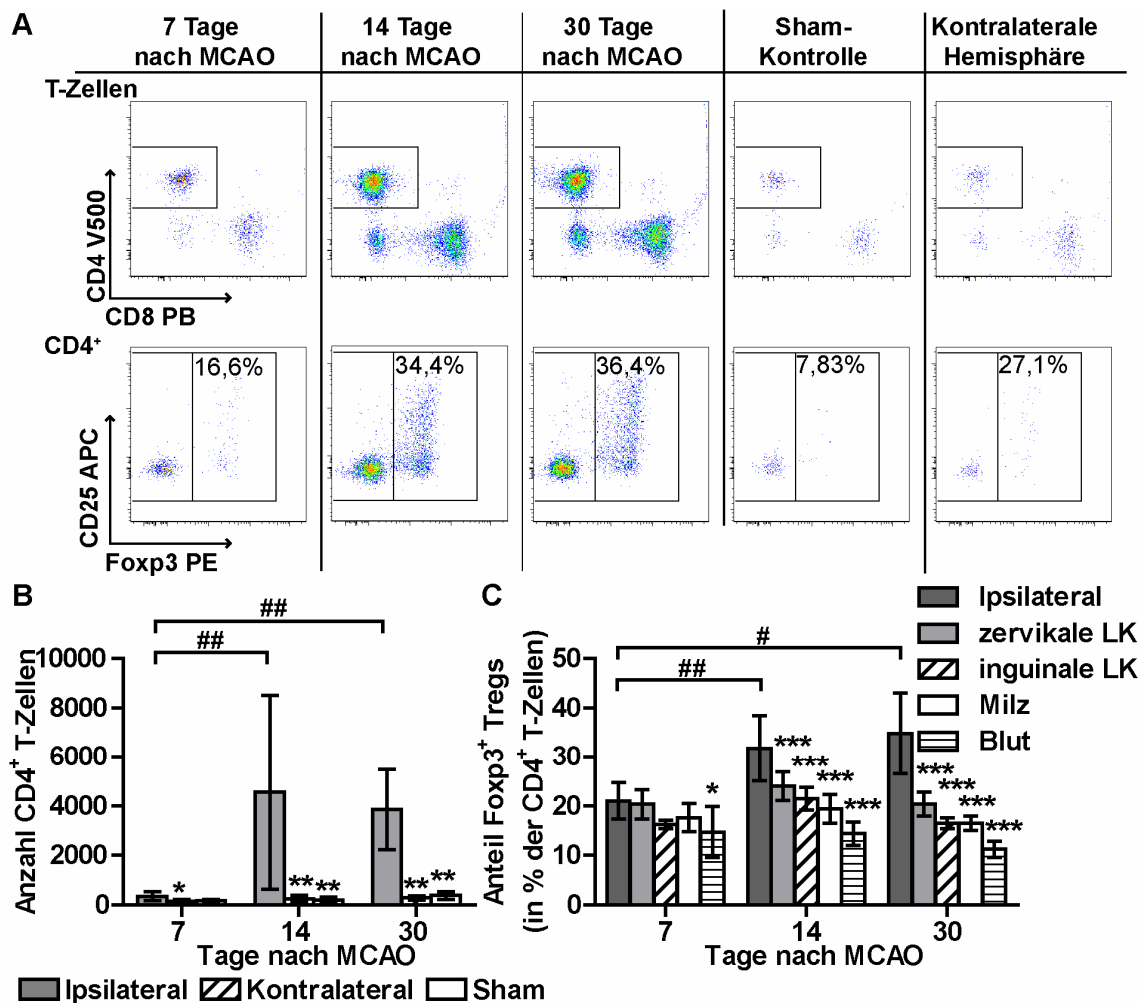 A
7 Tage nach MCAO
14 Tage nach MCAO
30 Tage nach MCAO
Sham-Kontrolle
Kontralaterale Hemisphäre
T-Zellen
CD4 V500
CD8 PB
CD4⁺
16,6%
34,4%
36,4%
7,83%
27,1%
CD25 APC
Foxp3 PE
B
##
##
Anzahl CD4⁺ T-Zellen
10000
8000
6000
4000
2000
0
*
** **
** **
7 14 30
Tage nach MCAO
Ipsilateral Kontralateral Sham
C
Ipsilateral
zervikale LK
inguinale LK
Milz
Blut
#
##
Anteil Foxp3⁺ Tregs
(in % der CD4⁺ T-Zellen)
50
40
30
20
10
0
*
*** *** *** ***
*** *** *** ***
7 14 30
Tage nach MCAO